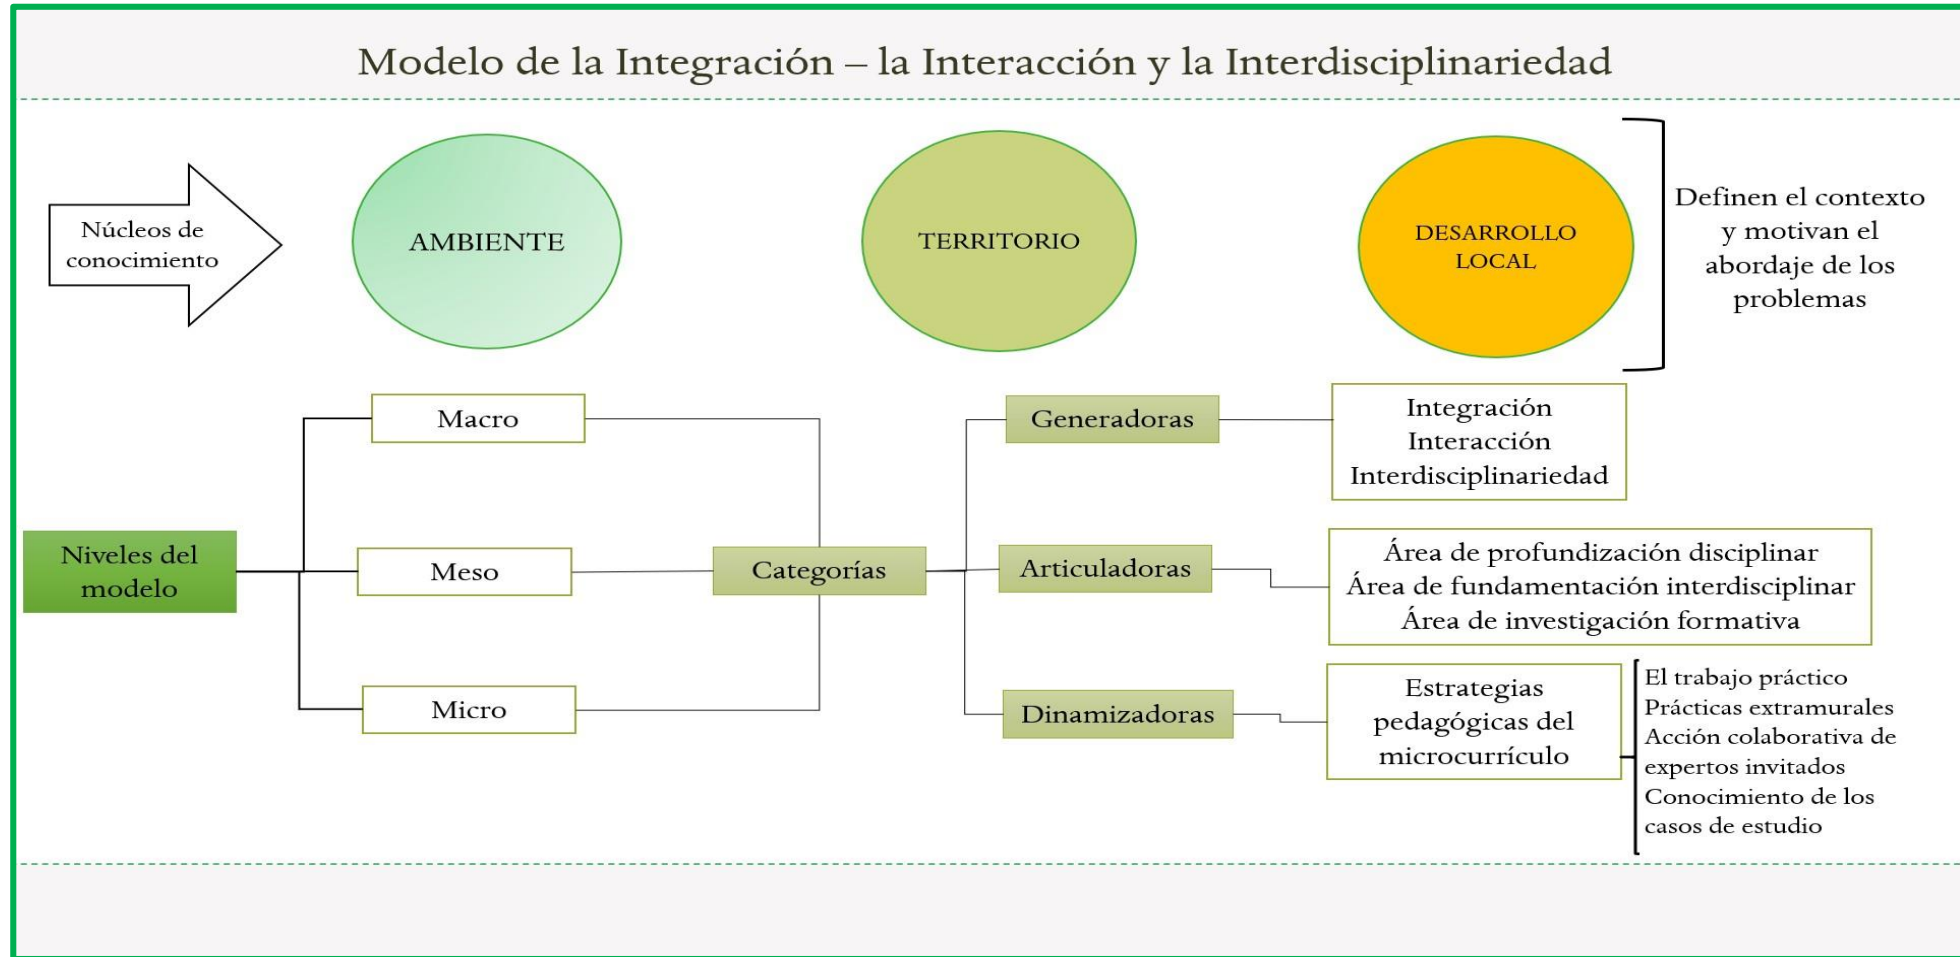 Modelo de la Integración – la Interacción y la Interdisciplinariedad
Núcleos de
conocimiento
AMBIENTE
TERRITORIO
DESARROLLO
LOCAL
Definen el contexto
y motivan el
abordaje de los
problemas
Niveles del
modelo
Macro
Meso
Micro
Categorías
Generadoras
Integración
Interacción
Interdisciplinariedad
Articuladoras
Área de profundización disciplinar
Área de fundamentación interdisciplinar
Área de investigación formativa
Dinamizadoras
Estrategias
pedagógicas del
microcurrículo
El trabajo práctico
Prácticas extramurales
Acción colaborativa de
expertos invitados
Conocimiento de los
casos de estudio